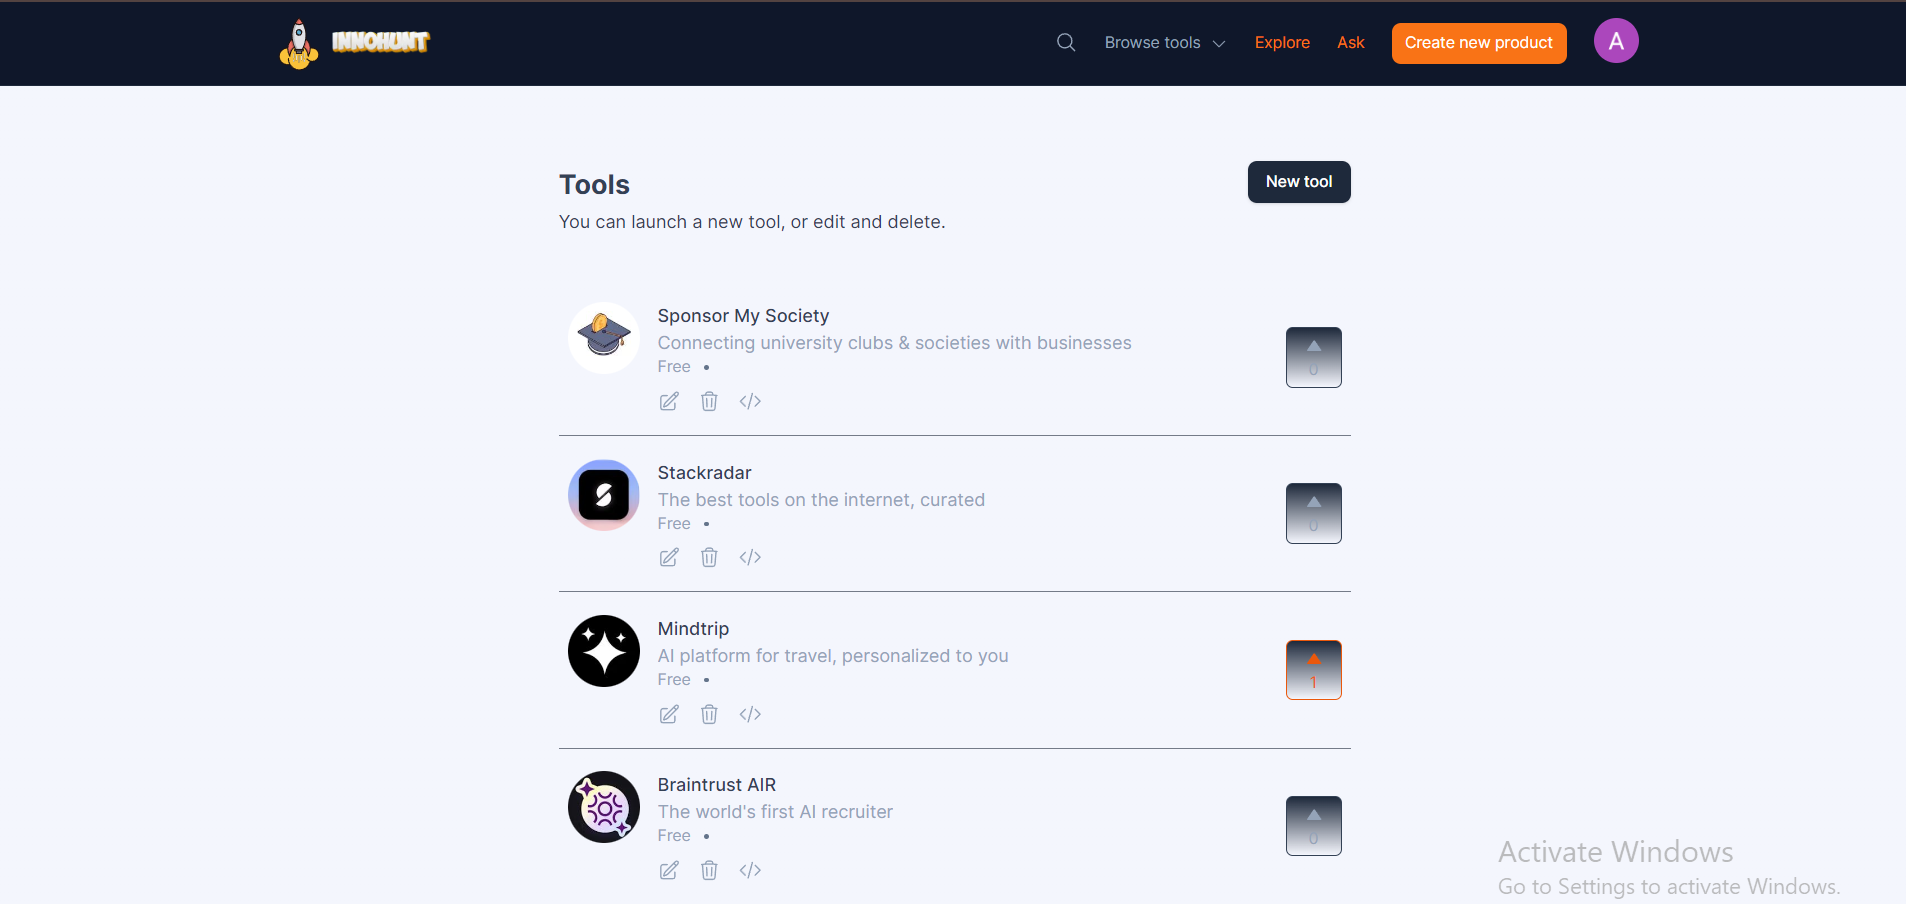 INNOHUNT
Browse tools
Explore
Ask
Create new product
A
Tools
New tool
You can launch a new tool, or edit and delete.
Sponsor My Society
Connecting university clubs & societies with businesses
Free •
0
Stackradar
The best tools on the internet, curated
Free •
0
Mindtrip
AI platform for travel, personalized to you
Free •
1
Braintrust AIR
The world's first AI recruiter
Free •
0
Activate Windows
Go to Settings to activate Windows.